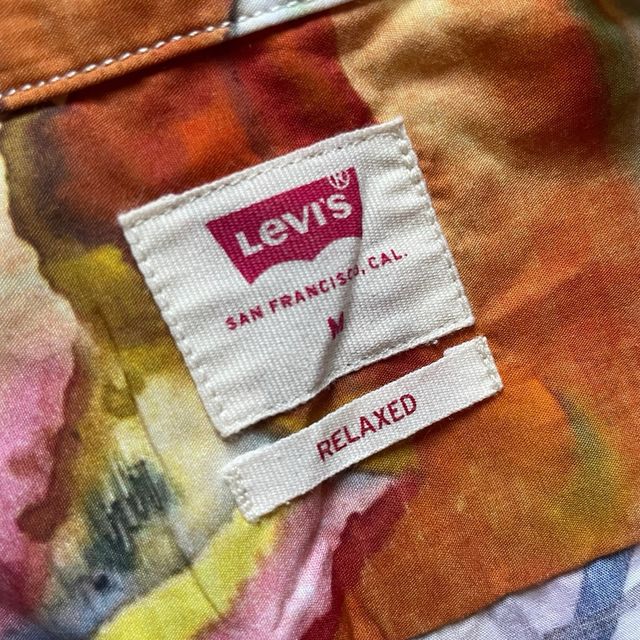 Levi's®
SAN FRANCISCO, CAL.
M
RELAXED